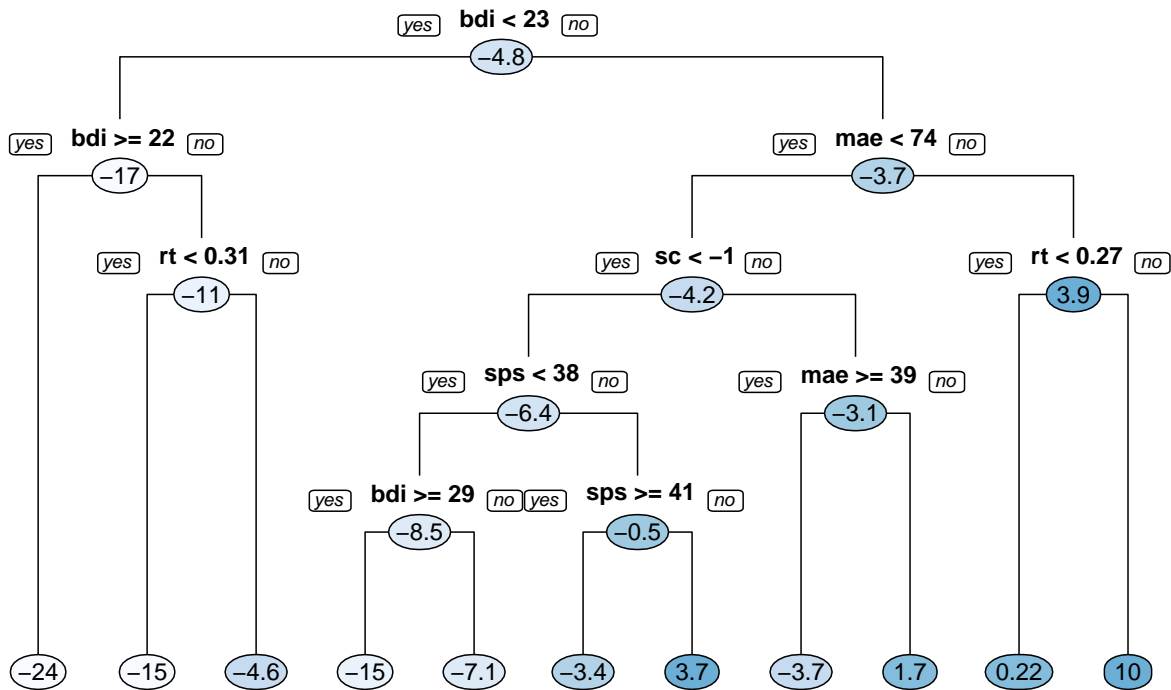 yes bdi < 23 no
−4.8
yes bdi >= 22 no yes mae < 74 no
−17 −3.7
yes rt < 0.31 no yes sc < −1 no yes rt < 0.27 no
−11 −4.2 3.9
yes sps < 38 no yes mae >= 39 no
−6.4 −3.1
yes bdi >= 29 no yes sps >= 41 no
−8.5 −0.5
−24 −15 −4.6 −15 −7.1 −3.4 3.7 −3.7 1.7 0.22 10